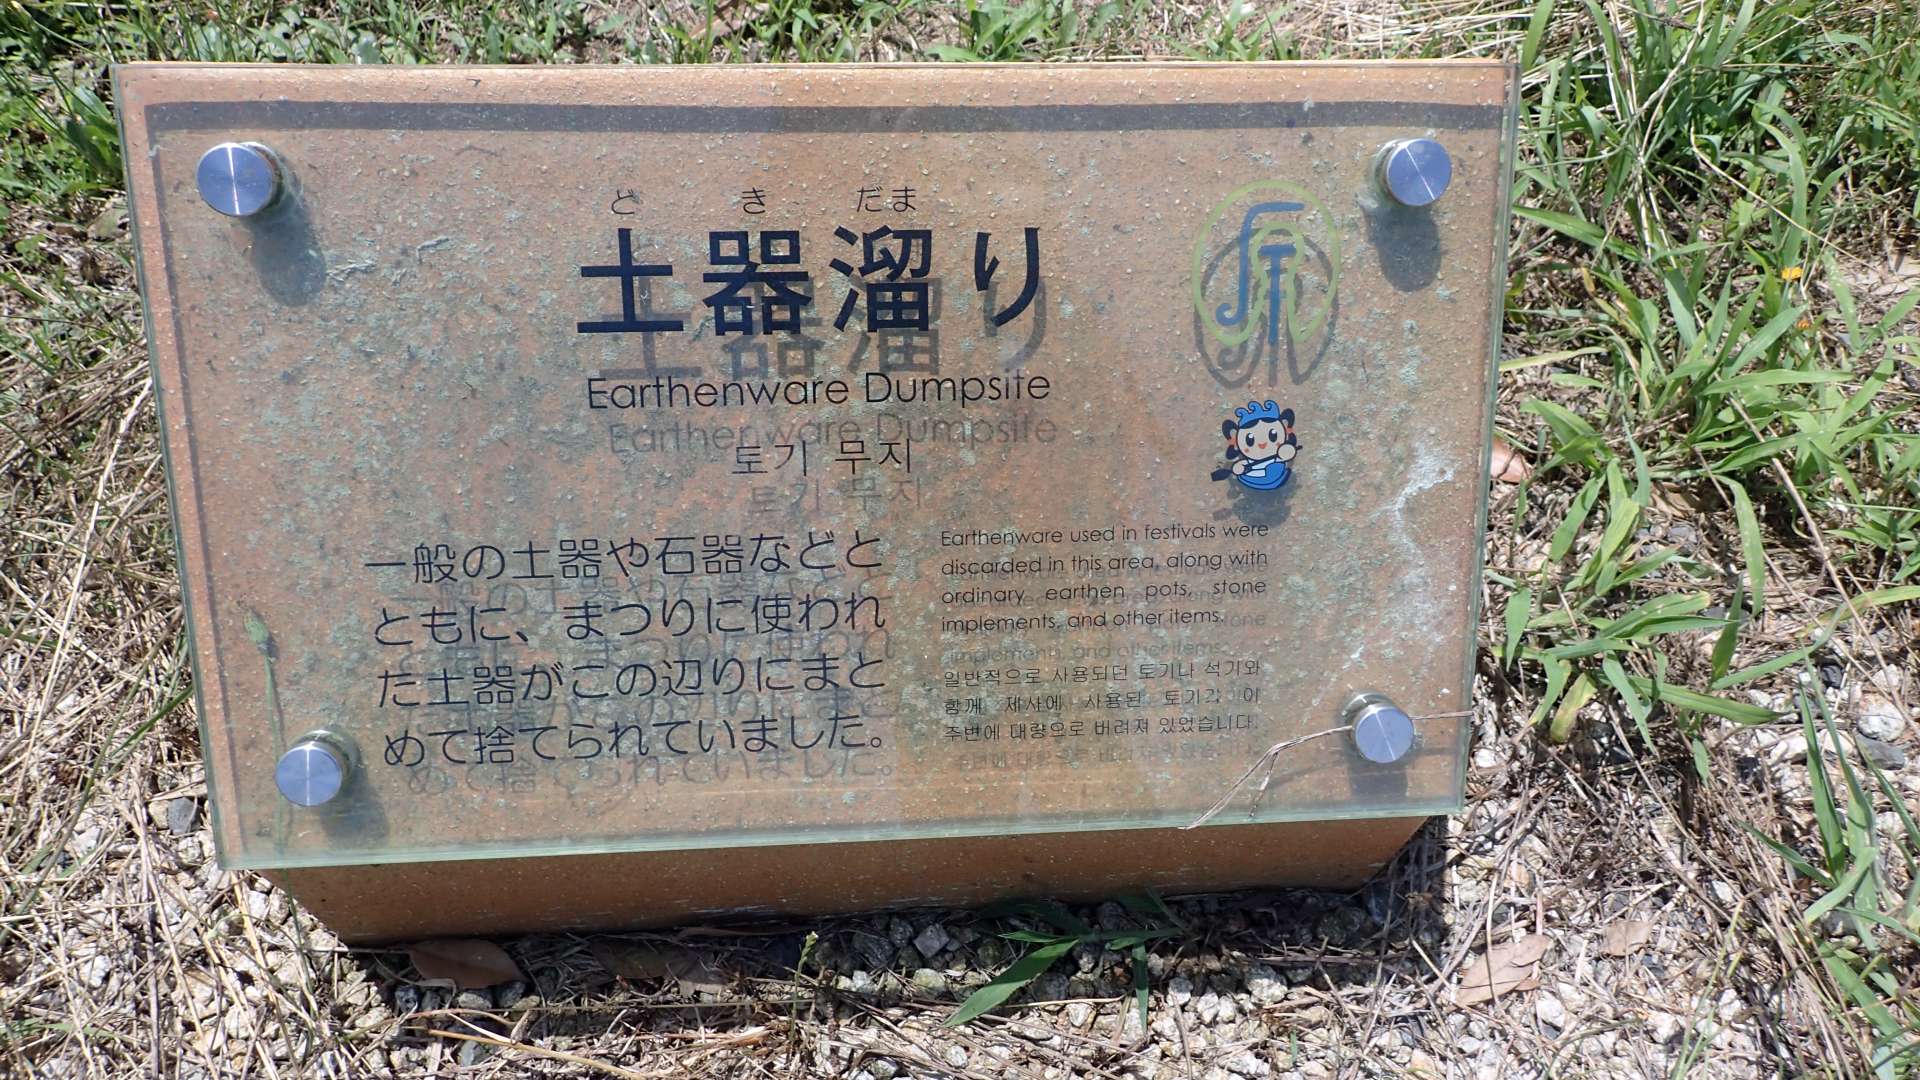 どきだま
土器溜り
Earthenware Dumpsite
토기 무지
一般の土器や石器などと
ともに、まつりに使われ
た土器がこの辺りにまと
めて捨てられていました。
Earthenware used in festivals were
discarded in this area, along with
ordinary earthen pots, stone
implements, and other items.
일반적으로 사용되던 토기나 석기와
함께 제사에 사용된 토기가 이
주변에 대량으로 버려져 있었습니다.